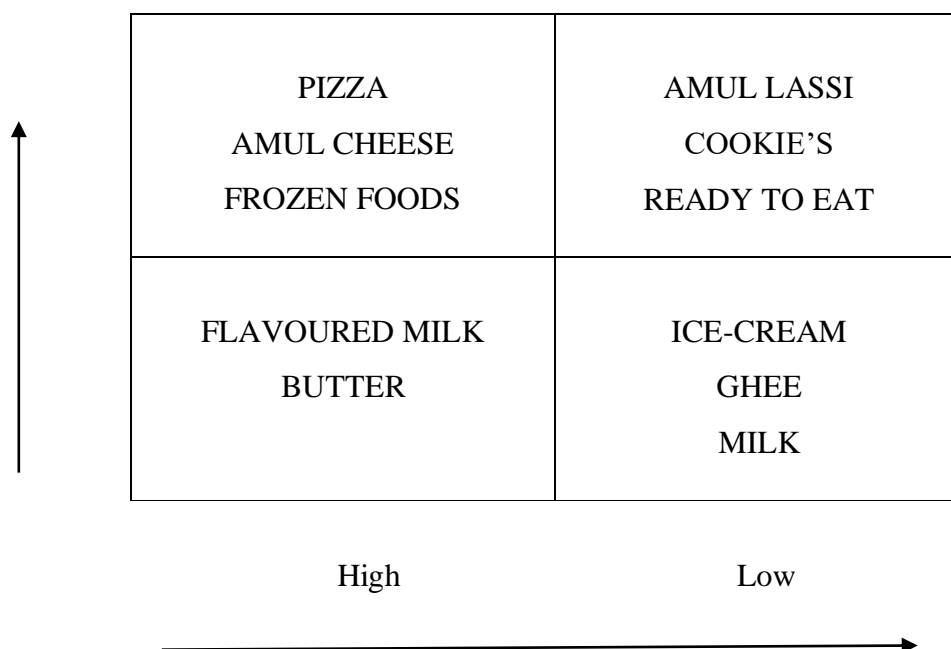 PIZZA
AMUL CHEESE
FROZEN FOODS
AMUL LASSI
COOKIE’S
READY TO EAT
FLAVOURED MILK
BUTTER
ICE-CREAM
GHEE
MILK
High
Low